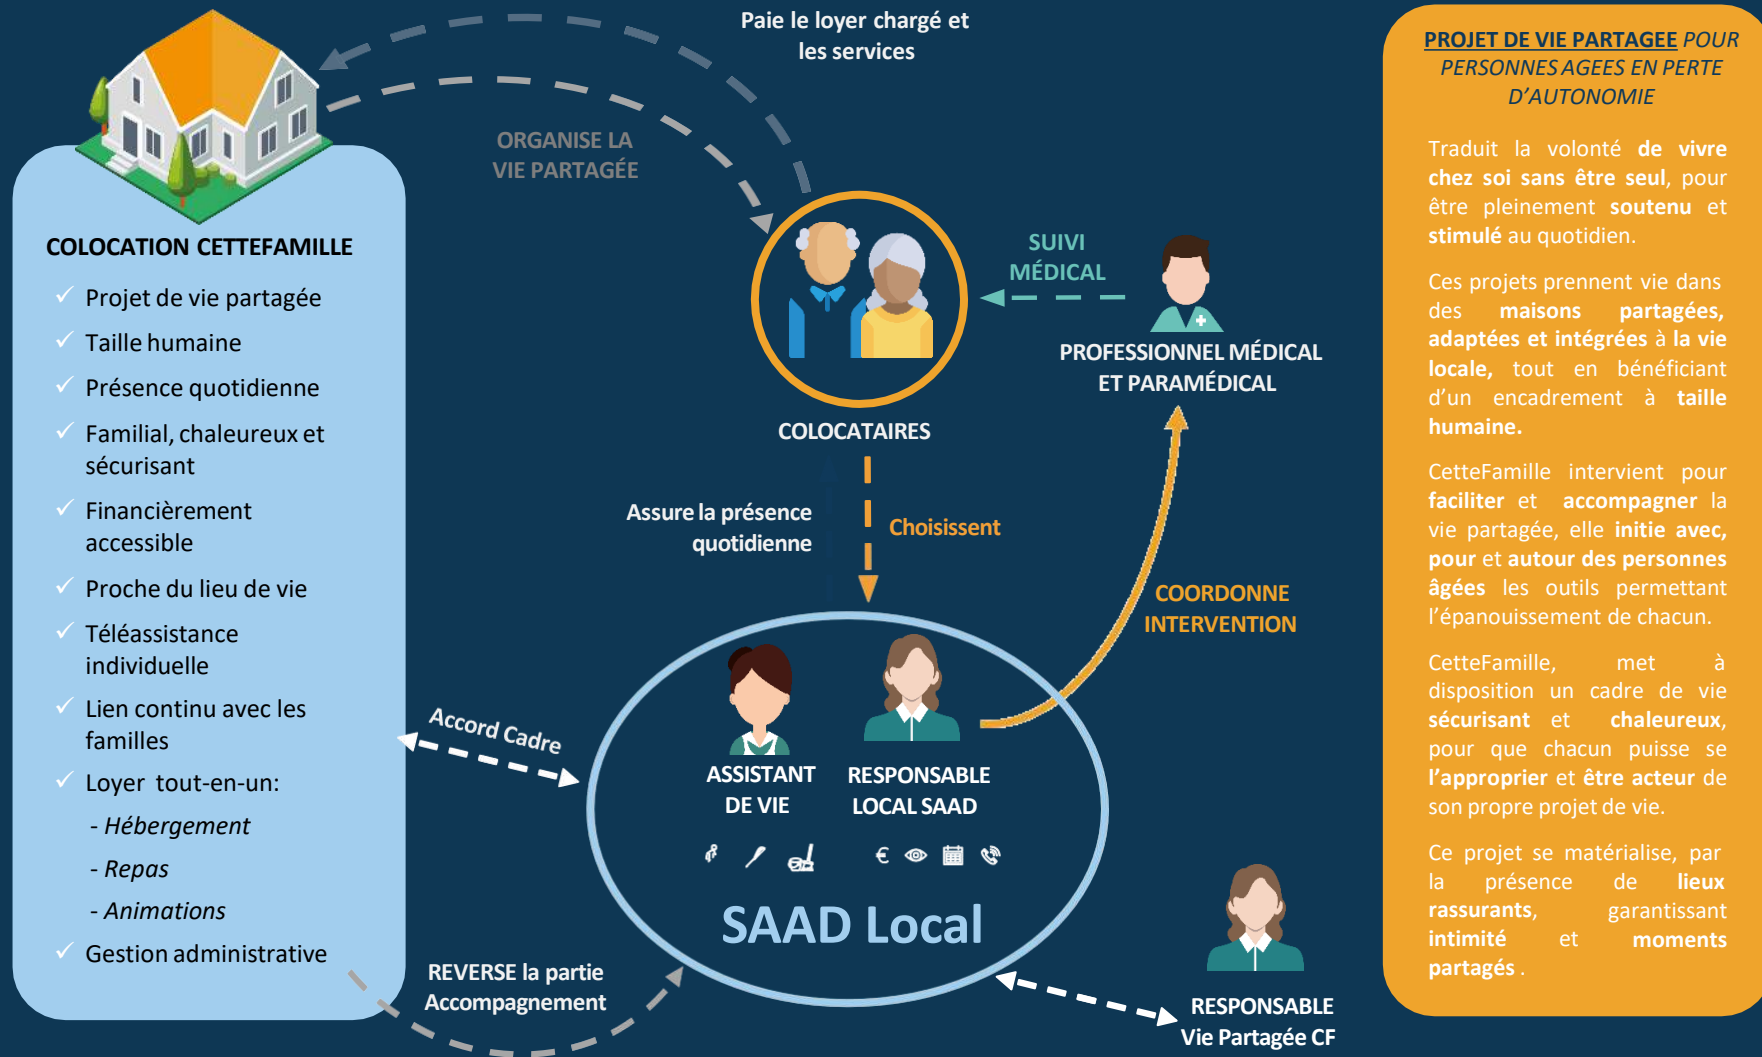 Paie le loyer chargé et
les services
ORGANISE LA
VIE PARTAGÉE
COLOCATION CETTEFAMILLE
✓ Projet de vie partagée
✓ Taille humaine
✓ Présence quotidienne
✓ Familial, chaleureux et
sécurisant
✓ Financièrement
accessible
✓ Proche du lieu de vie
✓ Téléassistance
individuelle
✓ Lien continu avec les
familles
✓ Loyer tout-en-un:
- Hébergement
- Repas
- Animations
✓ Gestion administrative
SUIVI
MÉDICAL
PROFESSIONNEL MÉDICAL
ET PARAMÉDICAL
COLOCATAIRES
Assure la présence
quotidienne
Choisissent
COORDONNE
INTERVENTION
Accord Cadre
ASSISTANT
DE VIE
RESPONSABLE
LOCAL SAAD
€
SAAD Local
REVERSE la partie
Accompagnement
RESPONSABLE
Vie Partagée CF
PROJET DE VIE PARTAGEE POUR
PERSONNES AGEES EN PERTE
D'AUTONOMIE
Traduit la volonté de vivre
chez soi sans être seul, pour
être pleinement soutenu et
stimulé au quotidien.
Ces projets prennent vie dans
des maisons partagées,
adaptées et intégrées à la vie
locale, tout en bénéficiant
d'un encadrement à taille
humaine.
CetteFamille intervient pour
faciliter et accompagner la
vie partagée, elle initie avec,
pour et autour des personnes
âgées les outils permettant
l'épanouissement de chacun.
CetteFamille, met à
disposition un cadre de vie
sécurisant et chaleureux,
pour que chacun puisse se
l'approprier et être acteur de
son propre projet de vie.
Ce projet se matérialise, par
la présence de lieux
rassurants, garantissant
intimité et moments
partagés .